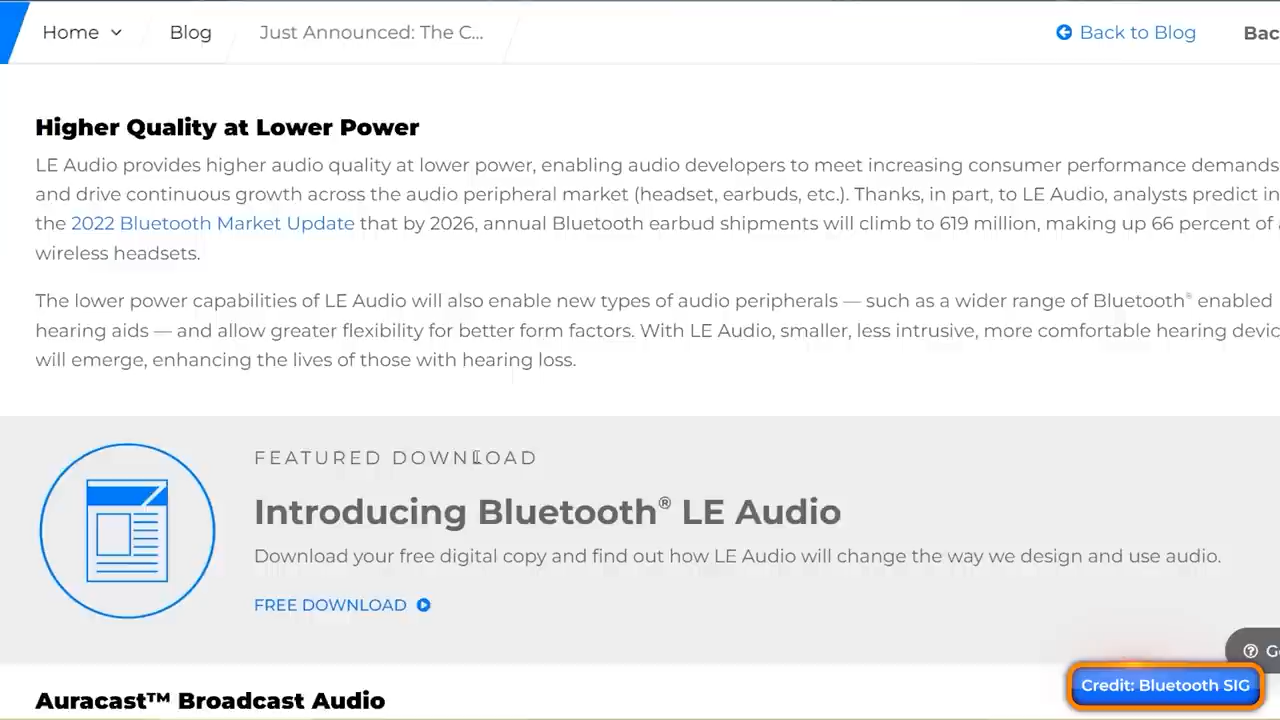 Home Blog Just Announced: The C... Back to Blog Bac
Higher Quality at Lower Power
LE Audio provides higher audio quality at lower power, enabling audio developers to meet increasing consumer performance demands
and drive continuous growth across the audio peripheral market (headset, earbuds, etc.). Thanks, in part, to LE Audio, analysts predict in
the 2022 Bluetooth Market Update that by 2026, annual Bluetooth earbud shipments will climb to 619 million, making up 66 percent of
wireless headsets.
The lower power capabilities of LE Audio will also enable new types of audio peripherals — such as a wider range of Bluetooth® enabled
hearing aids — and allow greater flexibility for better form factors. With LE Audio, smaller, less intrusive, more comfortable hearing devic
will emerge, enhancing the lives of those with hearing loss.
FEATURED DOWNLOAD
Introducing Bluetooth® LE Audio
Download your free digital copy and find out how LE Audio will change the way we design and use audio.
FREE DOWNLOAD
Credit: Bluetooth SIG
Auracast™ Broadcast Audio